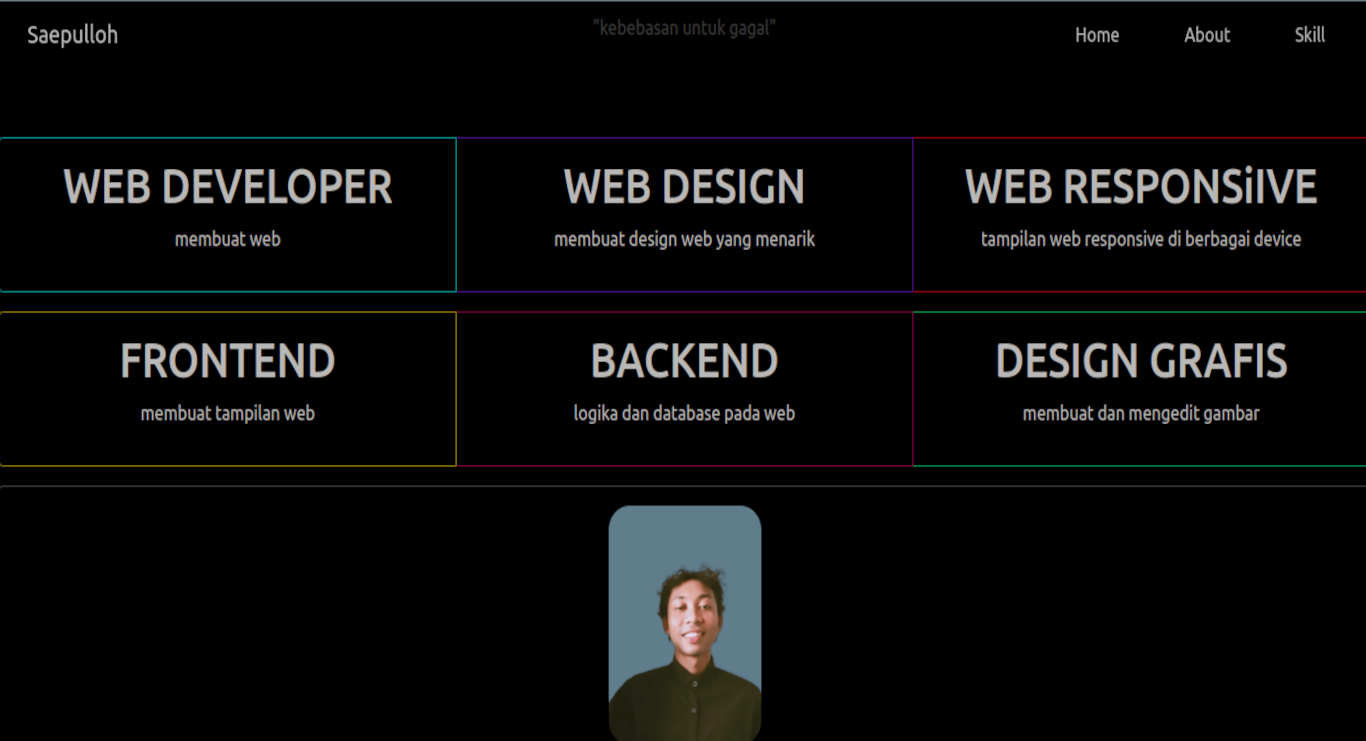 Saepulloh
"kebebasan untuk gagal"
Home
About
Skill
WEB DEVELOPER
membuat web
WEB DESIGN
membuat design web yang menarik
WEB RESPONSiIVE
tampilan web responsive di berbagai device
FRONTEND
membuat tampilan web
BACKEND
logika dan database pada web
DESIGN GRAFIS
membuat dan mengedit gambar